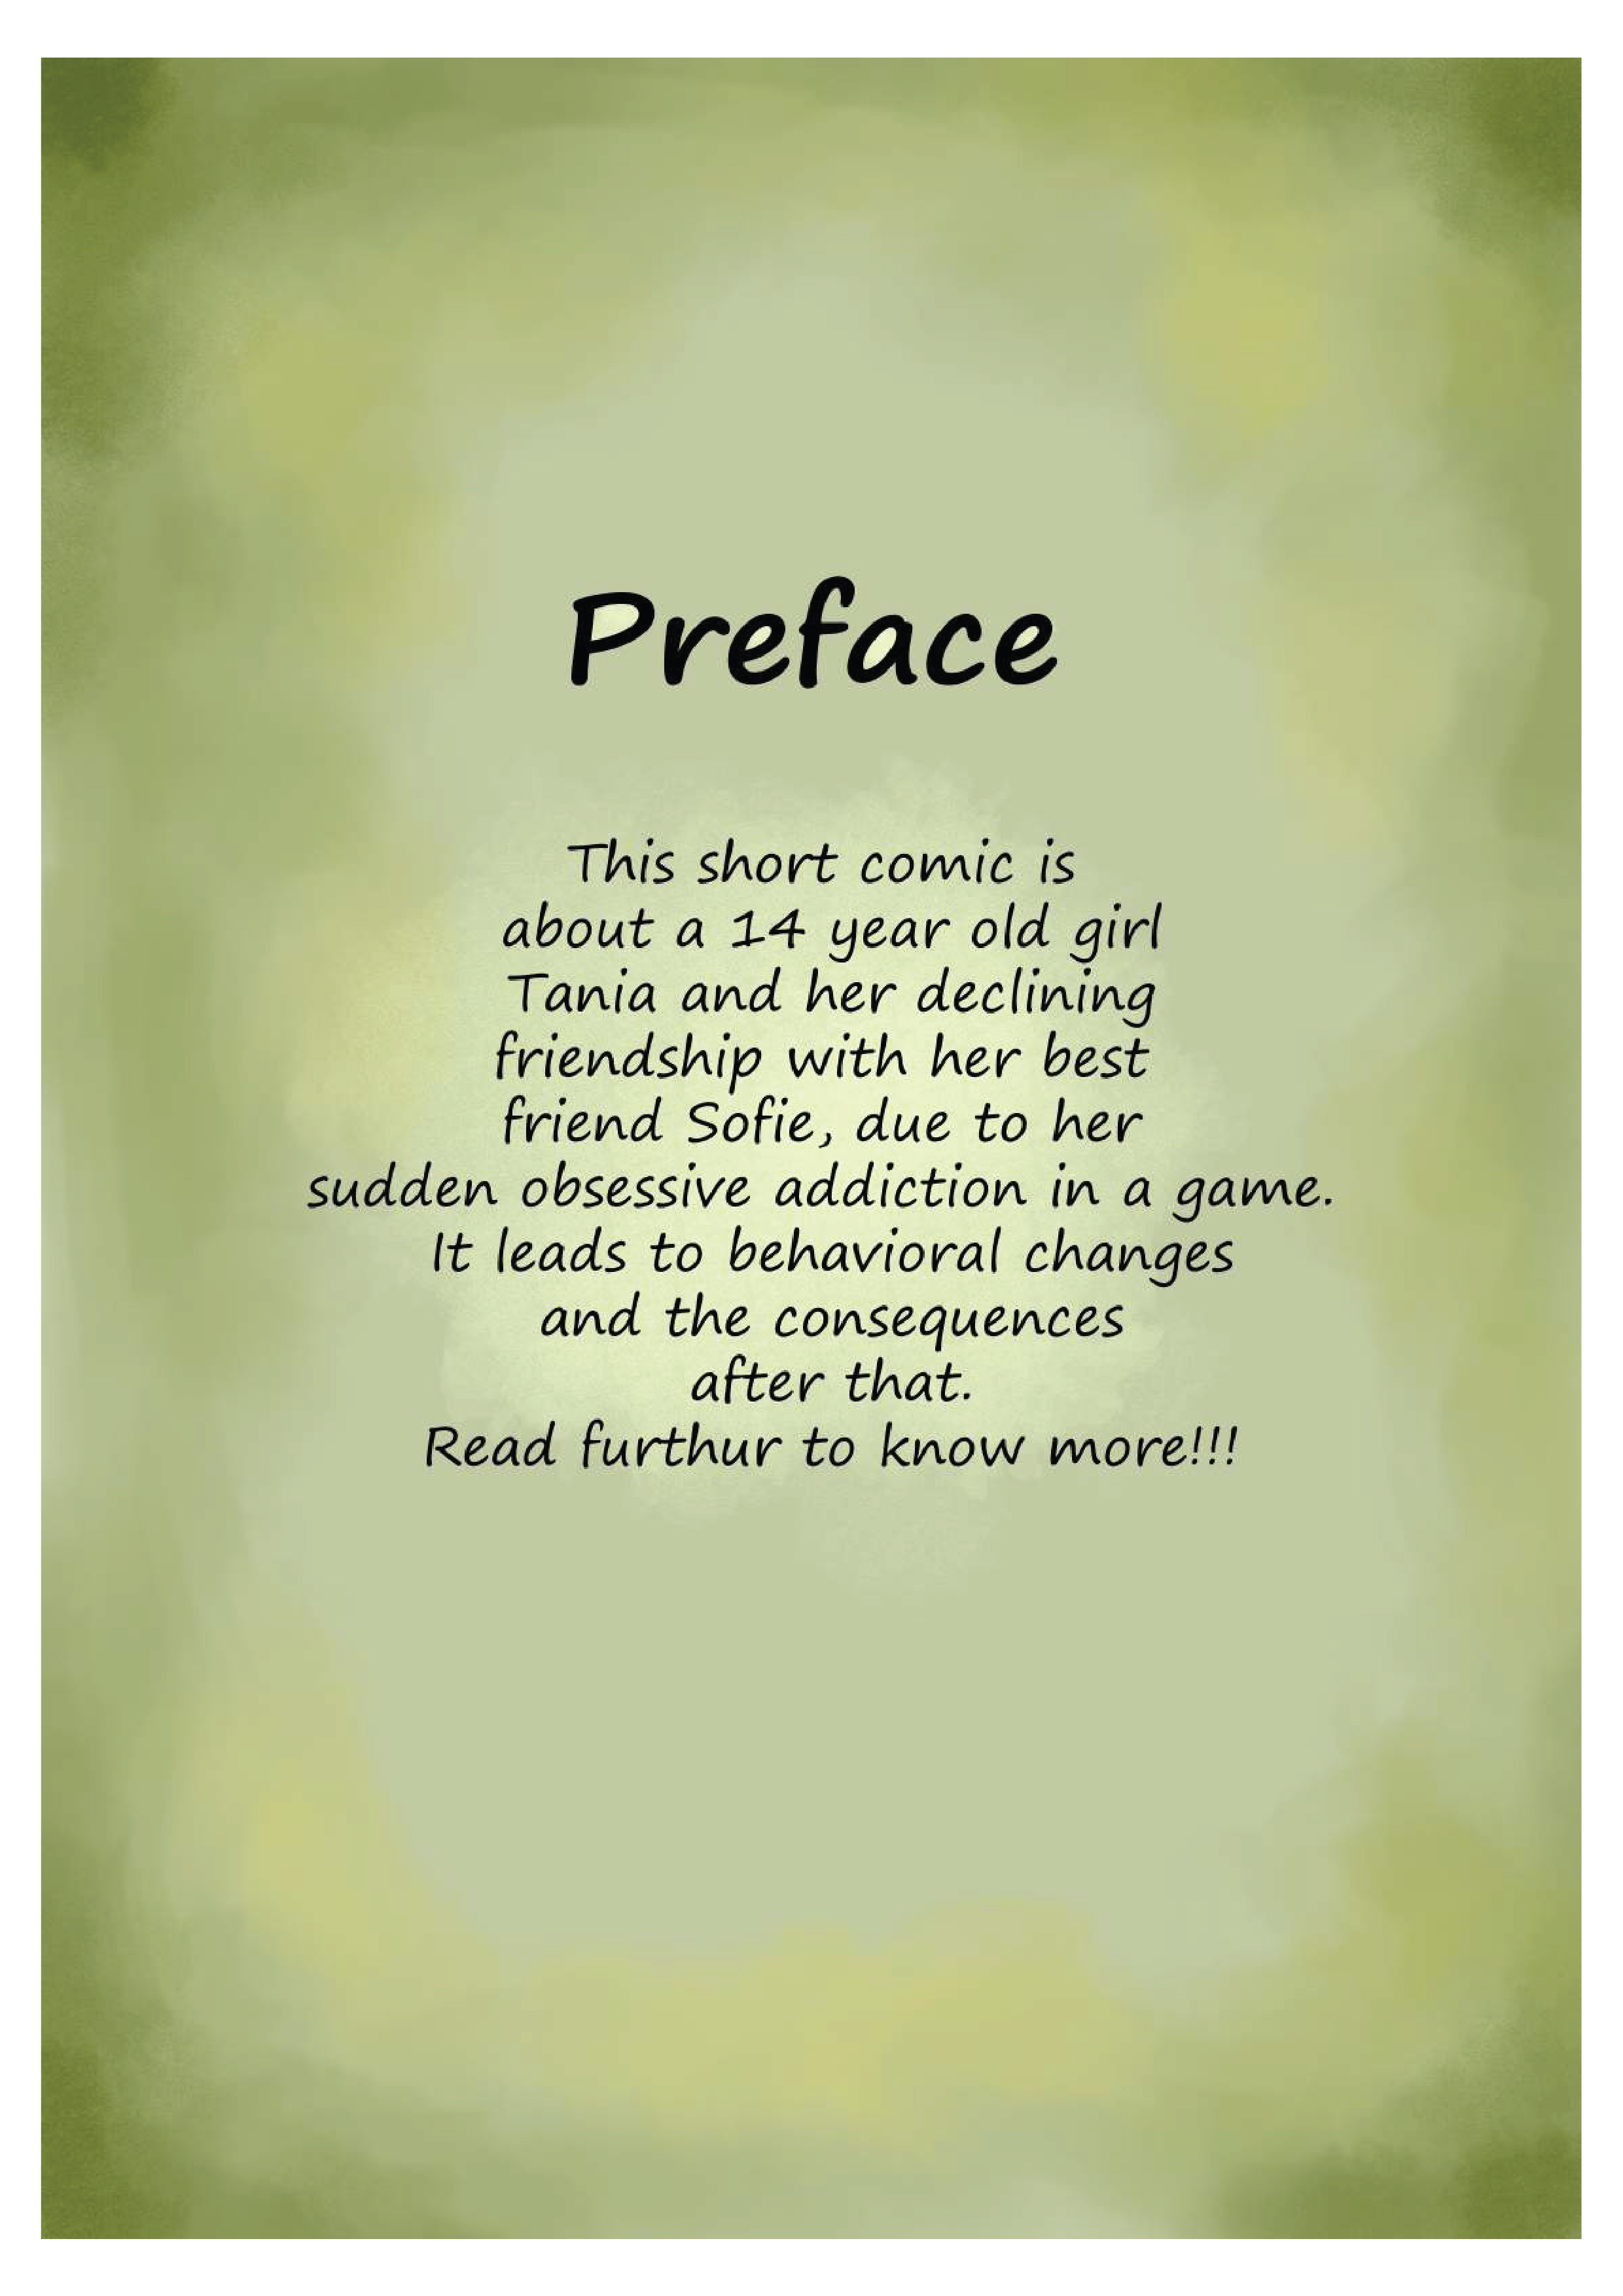 Preface
This short comic is
about a 14 year old girl
Tania and her declining
friendship with her best
friend Sofie, due to her
sudden obsessive addiction in a game.
It leads to behavioral changes
and the consequences
after that.
Read furthur to know more!!!